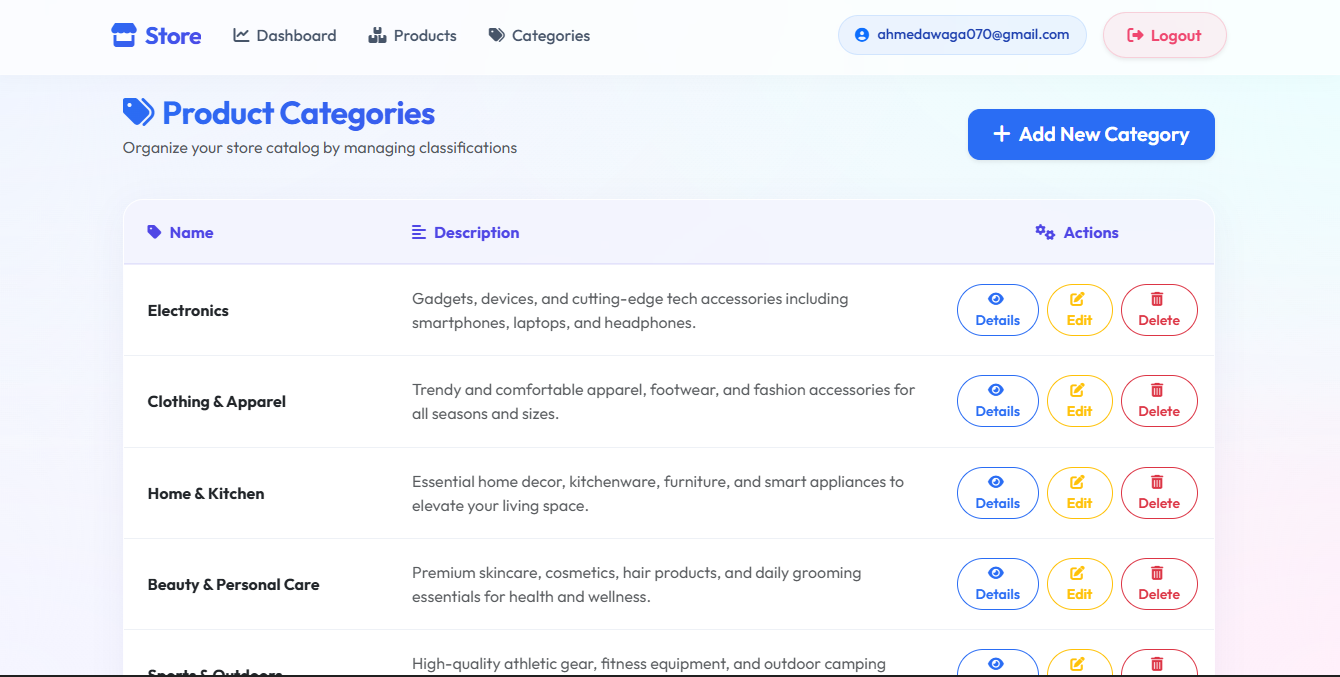 Store Dashboard Products Categories ahmedawaga070@gmail.com Logout
Product Categories
Organize your store catalog by managing classifications
+ Add New Category
Name Description Actions
Electronics
Gadgets, devices, and cutting-edge tech accessories including
smartphones, laptops, and headphones.
Details Edit Delete
Clothing & Apparel
Trendy and comfortable apparel, footwear, and fashion accessories for
all seasons and sizes.
Details Edit Delete
Home & Kitchen
Essential home decor, kitchenware, furniture, and smart appliances to
elevate your living space.
Details Edit Delete
Beauty & Personal Care
Premium skincare, cosmetics, hair products, and daily grooming
essentials for health and wellness.
Details Edit Delete
Sports & Outdoors
High-quality athletic gear, fitness equipment, and outdoor camping